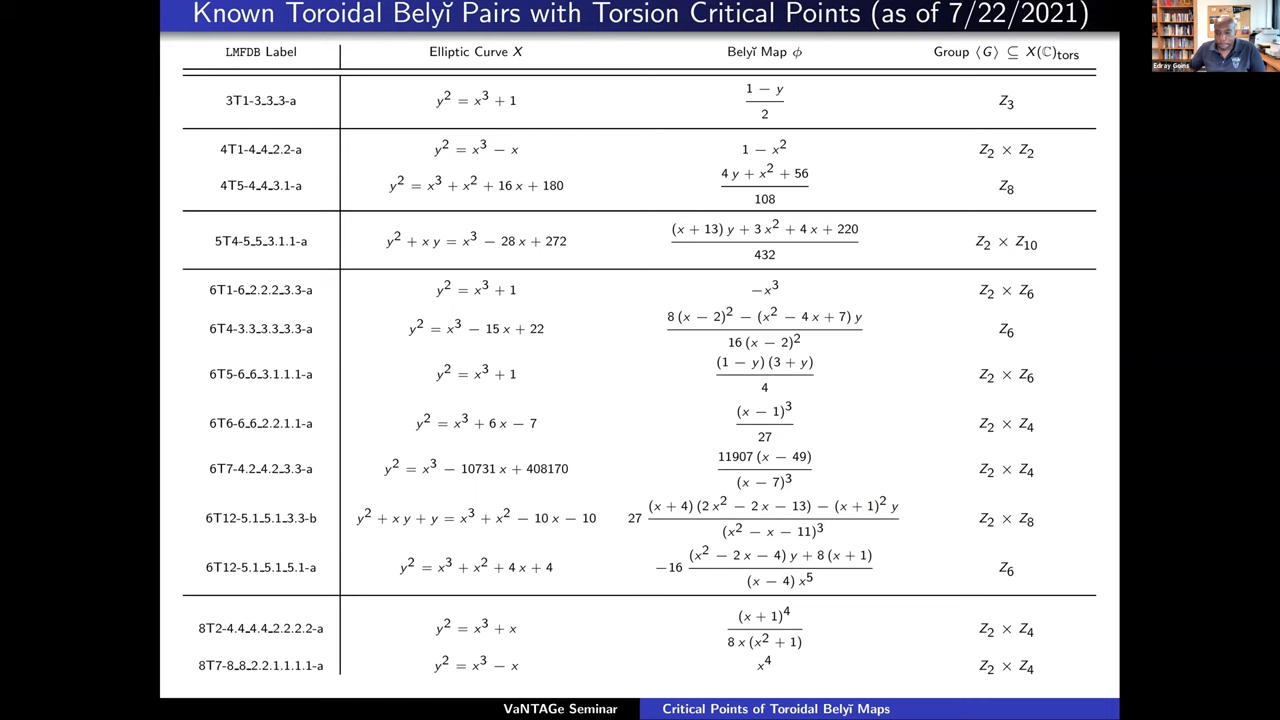 Known Toroidal Belyĭ Pairs with Torsion Critical Points (as of 7/22/2021)
LMFDB Label Elliptic Curve X Belyĭ Map ϕ Group ⟨G⟩ ⊆ X(ℂ)tors
3T1-3_3_3-a y² = x³ + 1 (1 − y)/2 Z₃
4T1-4_4_2.2-a y² = x³ − x 1 − x² Z₂ × Z₂
4T5-4_4_3.1-a y² = x³ + x² + 16 x + 180 (4 y + x² + 56)/108 Z₈
5T4-5_5_3.1.1-a y² + x y = x³ − 28 x + 272 ((x + 13) y + 3 x² + 4 x + 220)/432 Z₂ × Z₁₀
6T1-6_2.2.2_3.3-a y² = x³ + 1 −x³ Z₂ × Z₆
6T4-3.3_3.3_3.3-a y² = x³ − 15 x + 22 (8 (x − 2)² − (x² − 4 x + 7) y)/(16 (x − 2)²) Z₆
6T5-6_6_3.1.1.1-a y² = x³ + 1 ((1 − y) (3 + y))/4 Z₂ × Z₆
6T6-6_6_2.2.1.1-a y² = x³ + 6 x − 7 (x − 1)³/27 Z₂ × Z₄
6T7-4.2_4.2_3.3-a y² = x³ − 10731 x + 408170 11907 (x − 49)/(x − 7)³ Z₂ × Z₄
6T12-5.1_5.1_3.3-b y² + x y + y = x³ + x² − 10 x − 10 27 ((x + 4) (2 x² − 2 x − 13) − (x + 1)² y)/(x² − x − 11)³ Z₂ × Z₈
6T12-5.1_5.1_5.1-a y² = x³ + x² + 4 x + 4 −16 ((x² − 2 x − 4) y + 8 (x + 1))/((x − 4) x⁵) Z₆
8T2-4.4_4.4_2.2.2.2-a y² = x³ + x (x + 1)⁴/(8 x (x² + 1)) Z₂ × Z₄
8T7-8_8_2.2.1.1.1.1-a y² = x³ − x x⁴ Z₂ × Z₄
VaNTAGe Seminar Critical Points of Toroidal Belyĭ Maps
Edray Goins